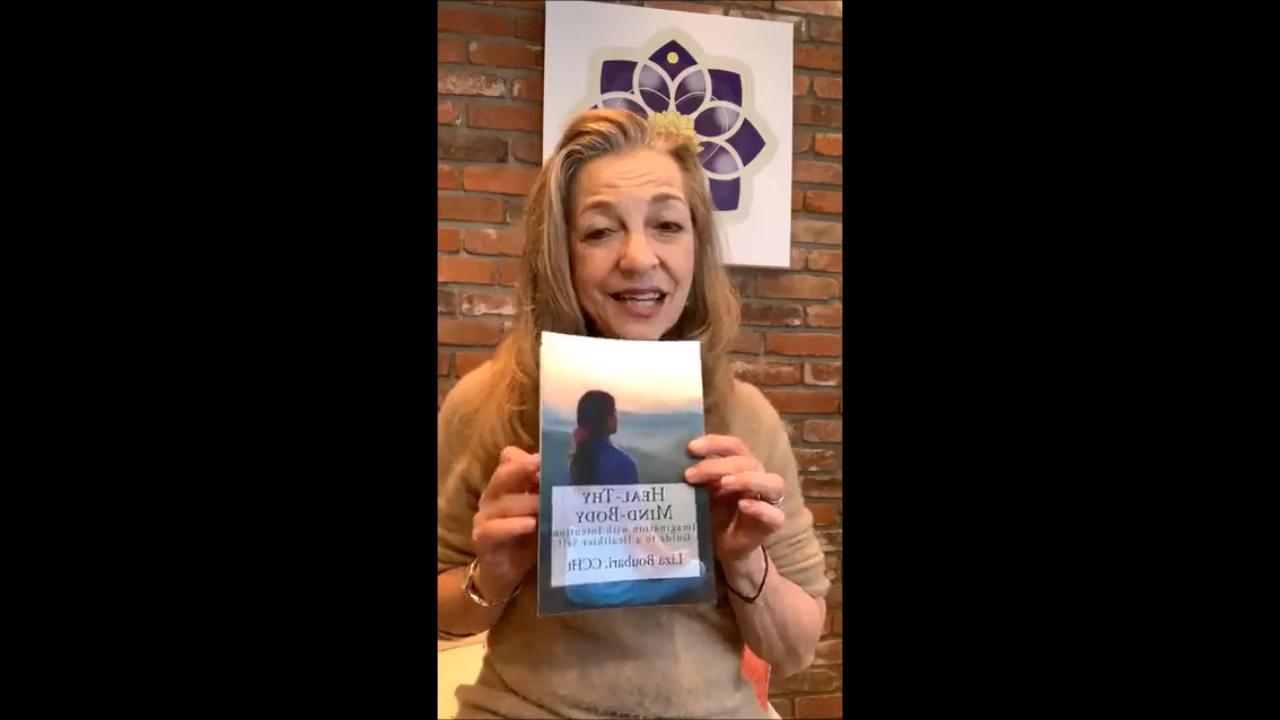 HEAL-THY
MIND-BODY
Imagination with Intention
Guide to a Healthier Self
Liza Boubari, CCHt